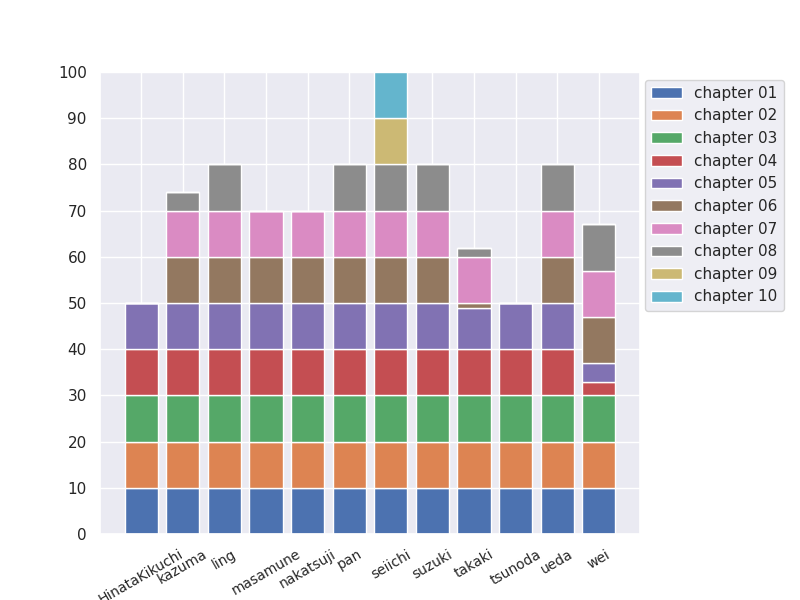 100
90
80
70
60
50
40
30
20
10
0
HinataKikuchi
kazuma
ling
masamune
nakatsuji
pan
seiichi
suzuki
takaki
tsunoda
ueda
wei
chapter 01
chapter 02
chapter 03
chapter 04
chapter 05
chapter 06
chapter 07
chapter 08
chapter 09
chapter 10